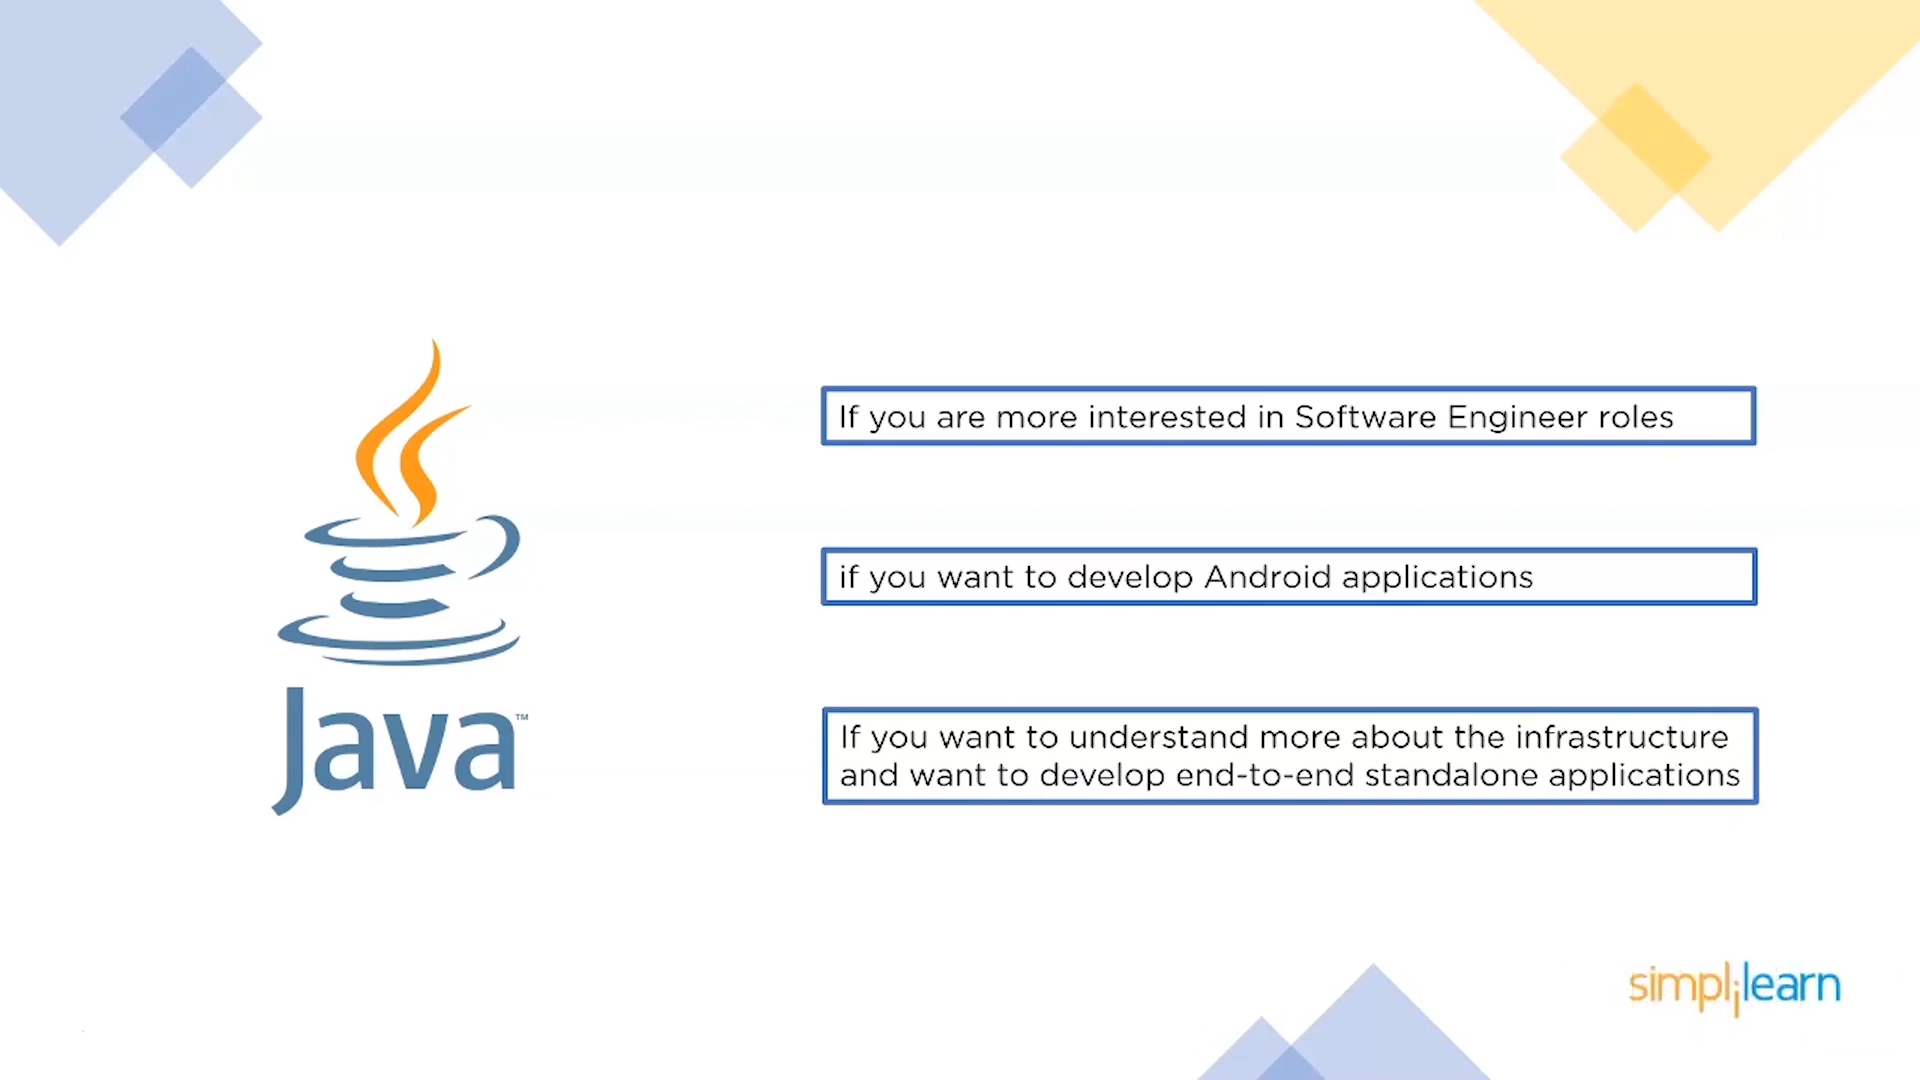 If you are more interested in Software Engineer roles
if you want to develop Android applications
If you want to understand more about the infrastructure
and want to develop end-to-end standalone applications
Java™
simplilearn